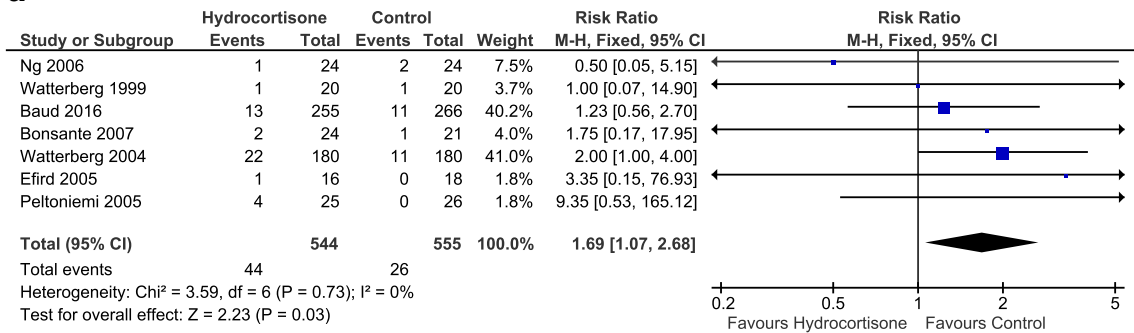 Hydrocortisone Control Risk Ratio Risk Ratio
Study or Subgroup Events Total Events Total Weight M-H, Fixed, 95% CI M-H, Fixed, 95% CI
Ng 2006 1 24 2 24 7.5% 0.50 [0.05, 5.15]
Watterberg 1999 1 20 1 20 3.7% 1.00 [0.07, 14.90]
Baud 2016 13 255 11 266 40.2% 1.23 [0.56, 2.70]
Bonsante 2007 2 24 1 21 4.0% 1.75 [0.17, 17.95]
Watterberg 2004 22 180 11 180 41.0% 2.00 [1.00, 4.00]
Efird 2005 1 16 0 18 1.8% 3.35 [0.15, 76.93]
Peltoniemi 2005 4 25 0 26 1.8% 9.35 [0.53, 165.12]
Total (95% CI) 544 555 100.0% 1.69 [1.07, 2.68]
Total events 44 26
Heterogeneity: Chi² = 3.59, df = 6 (P = 0.73); I² = 0%
Test for overall effect: Z = 2.23 (P = 0.03)
0.2 0.5 1 2 5
Favours Hydrocortisone Favours Control